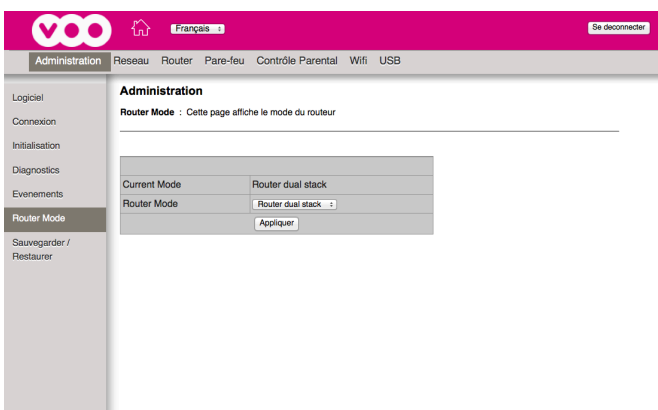 VOO
Français
Se deconnecter
Administration Reseau Router Pare-feu Contrôle Parental Wifi USB
Logiciel
Connexion
Initialisation
Diagnostics
Evenements
Router Mode
Sauvegarder /
Restaurer
Administration
Router Mode : Cette page affiche le mode du routeur
Current Mode Router dual stack
Router Mode Router dual stack
Appliquer